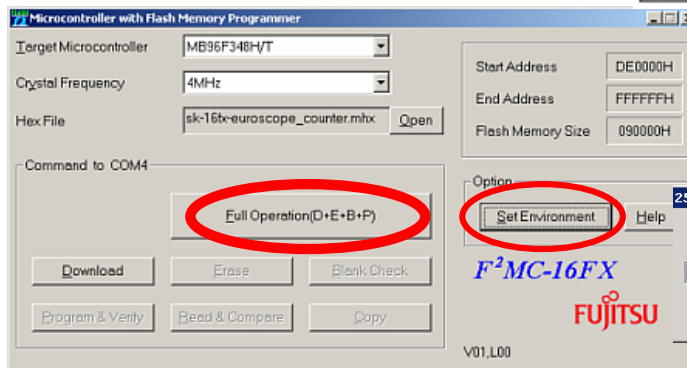 Microcontroller with Flash Memory Programmer
Target Microcontroller
MB96F348H/T
Crystal Frequency
4MHz
Hex File
sk-16fx-euroscope_counter.mhx
Open
Start Address
DE0000H
End Address
FFFFFFH
Flash Memory Size
090000H
Command to COM4
Full Operation(D+E+B+P)
Download
Erase
Blank Check
Program & Verify
Read & Compare
Copy
Option
Set Environment
Help
25
F²MC-16FX
FUJITSU
V01,L00